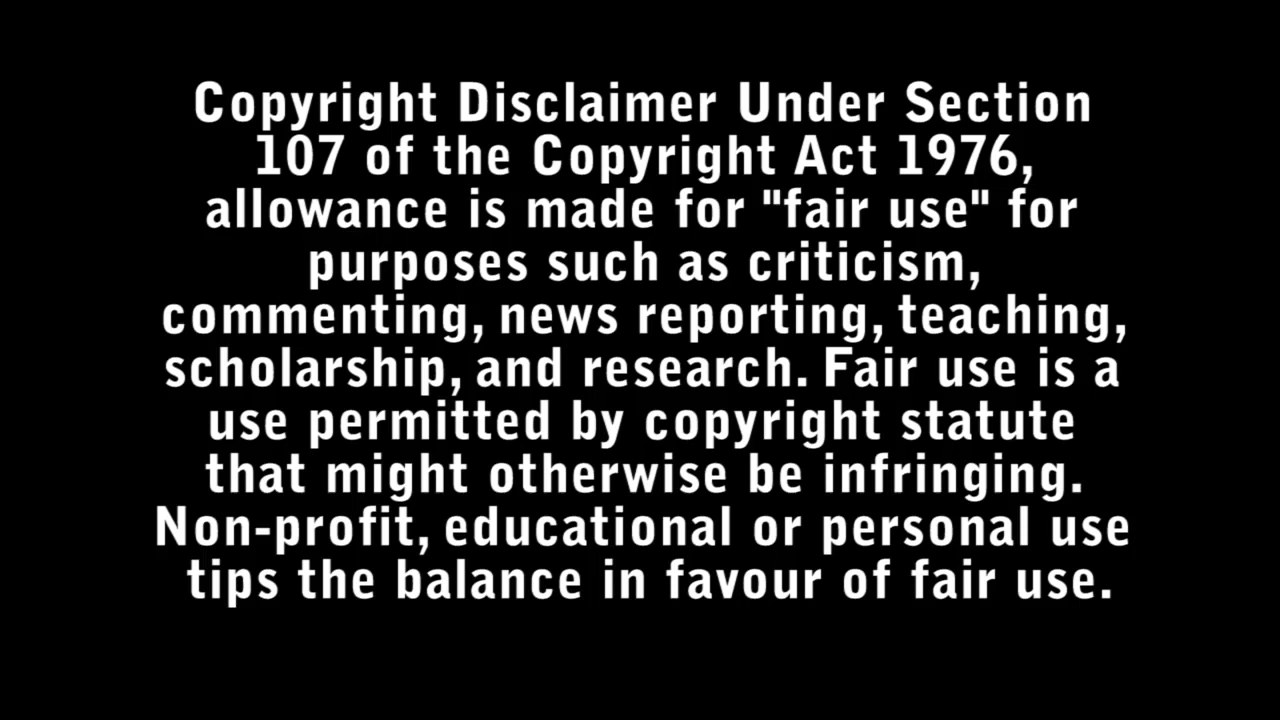 Copyright Disclaimer Under Section
107 of the Copyright Act 1976,
allowance is made for "fair use" for
purposes such as criticism,
commenting, news reporting, teaching,
scholarship, and research. Fair use is a
use permitted by copyright statute
that might otherwise be infringing.
Non-profit, educational or personal use
tips the balance in favour of fair use.